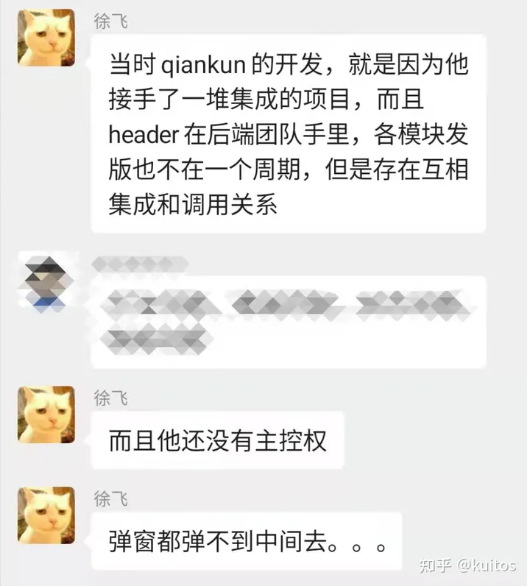 徐飞
当时 qiankun 的开发，就是因为他
接手了一堆集成的项目，而且
header 在后端团队手里，各模块发
版也不在一个周期，但是存在互相
集成和调用关系
徐飞
而且他还没有主控权
徐飞
弹窗都弹不到中间去。。。
知乎 @kuitos